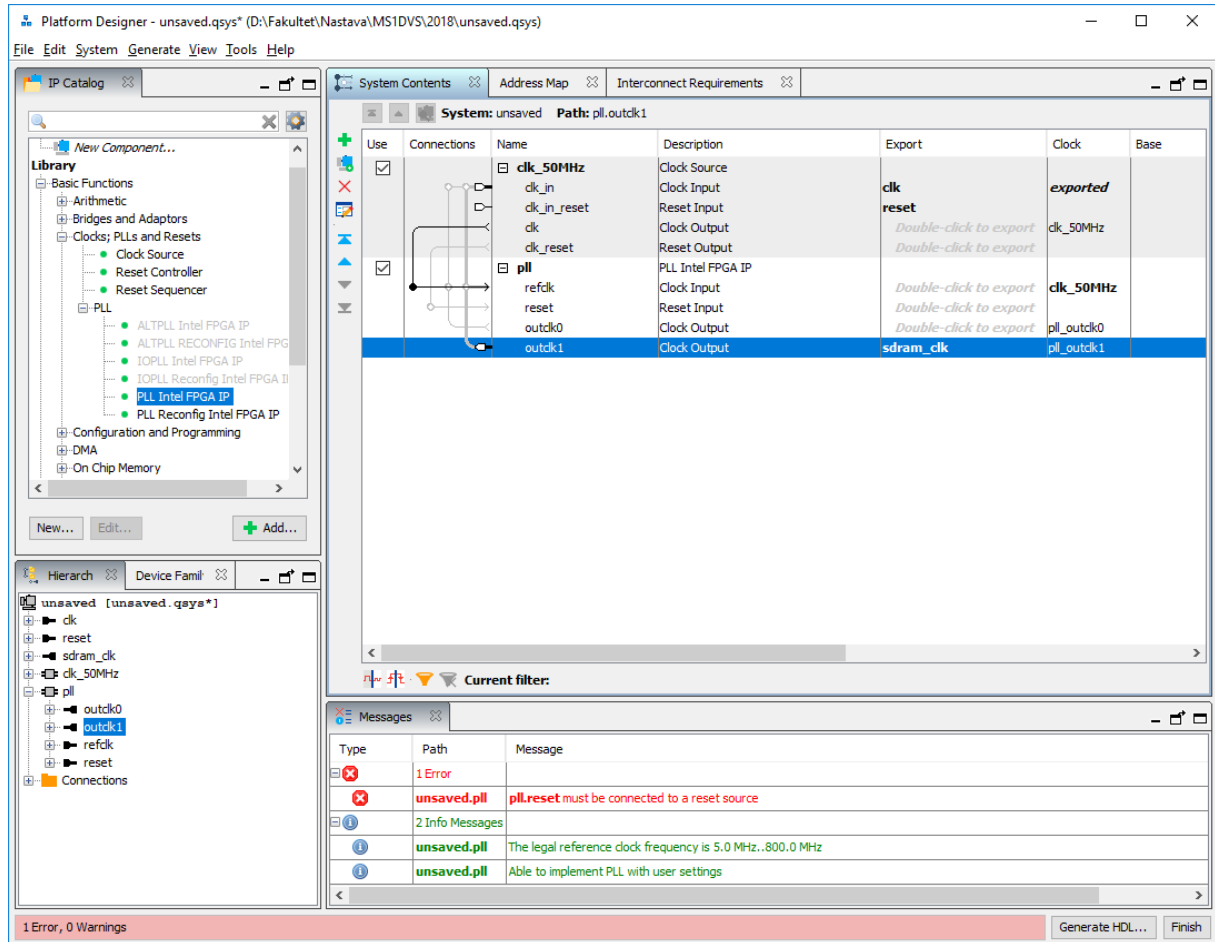 Platform Designer - unsaved.qsys* (D:\Fakultet\Nastava\MS1DVS\2018\unsaved.qsys)
File Edit System Generate View Tools Help
IP Catalog
New Component...
Library
Basic Functions
Arithmetic
Bridges and Adaptors
Clocks; PLLs and Resets
Clock Source
Reset Controller
Reset Sequencer
PLL
ALTPLL Intel FPGA IP
ALTPLL RECONFIG Intel FPG
IOPLL Intel FPGA IP
IOPLL Reconfig Intel FPGA I
PLL Intel FPGA IP
PLL Reconfig Intel FPGA IP
Configuration and Programming
DMA
On Chip Memory
New... Edit... Add...
Hierarch Device Famil
unsaved [unsaved.qsys*]
clk
reset
sdram_clk
clk_50MHz
pll
outclk0
outclk1
refclk
reset
Connections
System Contents Address Map Interconnect Requirements
System: unsaved Path: pll.outclk1
Use Connections Name Description Export Clock Base
clk_50MHz Clock Source
clk_in Clock Input clk exported
clk_in_reset Reset Input reset
clk Clock Output Double-click to export clk_50MHz
clk_reset Reset Output Double-click to export
pll PLL Intel FPGA IP
refclk Clock Input Double-click to export clk_50MHz
reset Reset Input Double-click to export
outclk0 Clock Output Double-click to export pll_outclk0
outclk1 Clock Output sdram_clk pll_outclk1
Current filter:
Messages
Type Path Message
1 Error
unsaved.pll pll.reset must be connected to a reset source
2 Info Messages
unsaved.pll The legal reference clock frequency is 5.0 MHz..800.0 MHz
unsaved.pll Able to implement PLL with user settings
1 Error, 0 Warnings
Generate HDL... Finish